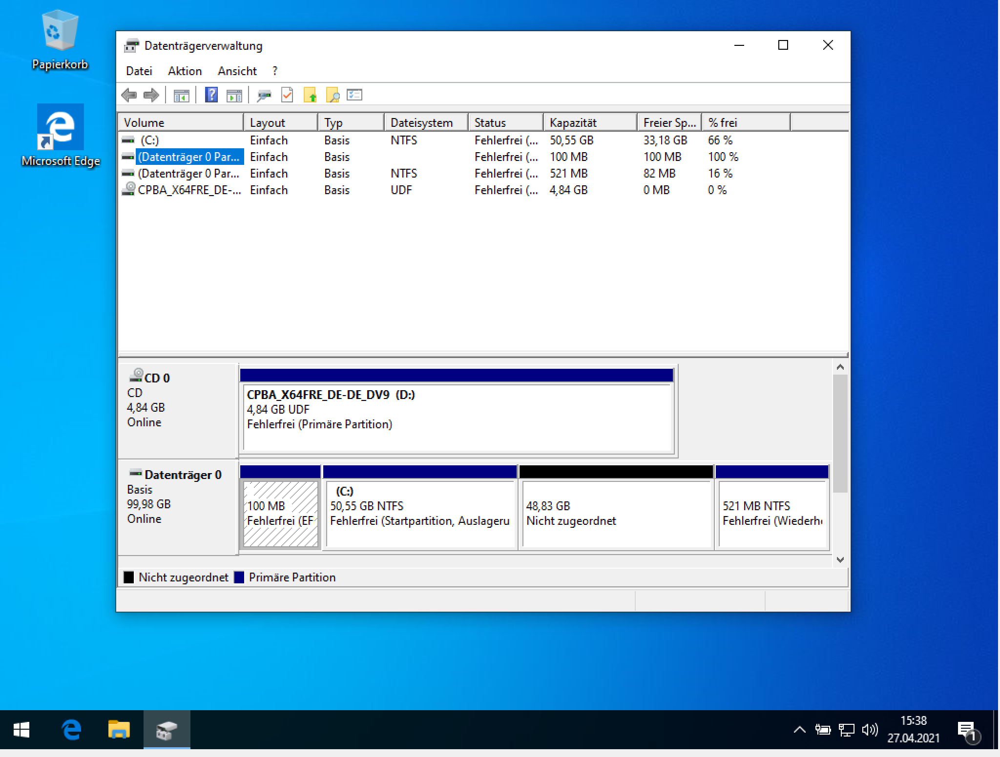 Papierkorb
Microsoft Edge
Datenträgerverwaltung
Datei Aktion Ansicht ?
Volume Layout Typ Dateisystem Status Kapazität Freier Sp... % frei
(C:) Einfach Basis NTFS Fehlerfrei (... 50,55 GB 33,18 GB 66 %
(Datenträger 0 Par... Einfach Basis Fehlerfrei (... 100 MB 100 MB 100 %
(Datenträger 0 Par... Einfach Basis NTFS Fehlerfrei (... 521 MB 82 MB 16 %
CPBA_X64FRE_DE-... Einfach Basis UDF Fehlerfrei (... 4,84 GB 0 MB 0 %
CD 0
CD
4,84 GB
Online
CPBA_X64FRE_DE-DE_DV9 (D:)
4,84 GB UDF
Fehlerfrei (Primäre Partition)
Datenträger 0
Basis
99,98 GB
Online
100 MB
Fehlerfrei (EF
(C:)
50,55 GB NTFS
Fehlerfrei (Startpartition, Auslageru
48,83 GB
Nicht zugeordnet
521 MB NTFS
Fehlerfrei (Wiederh
Nicht zugeordnet Primäre Partition
15:38
27.04.2021
1